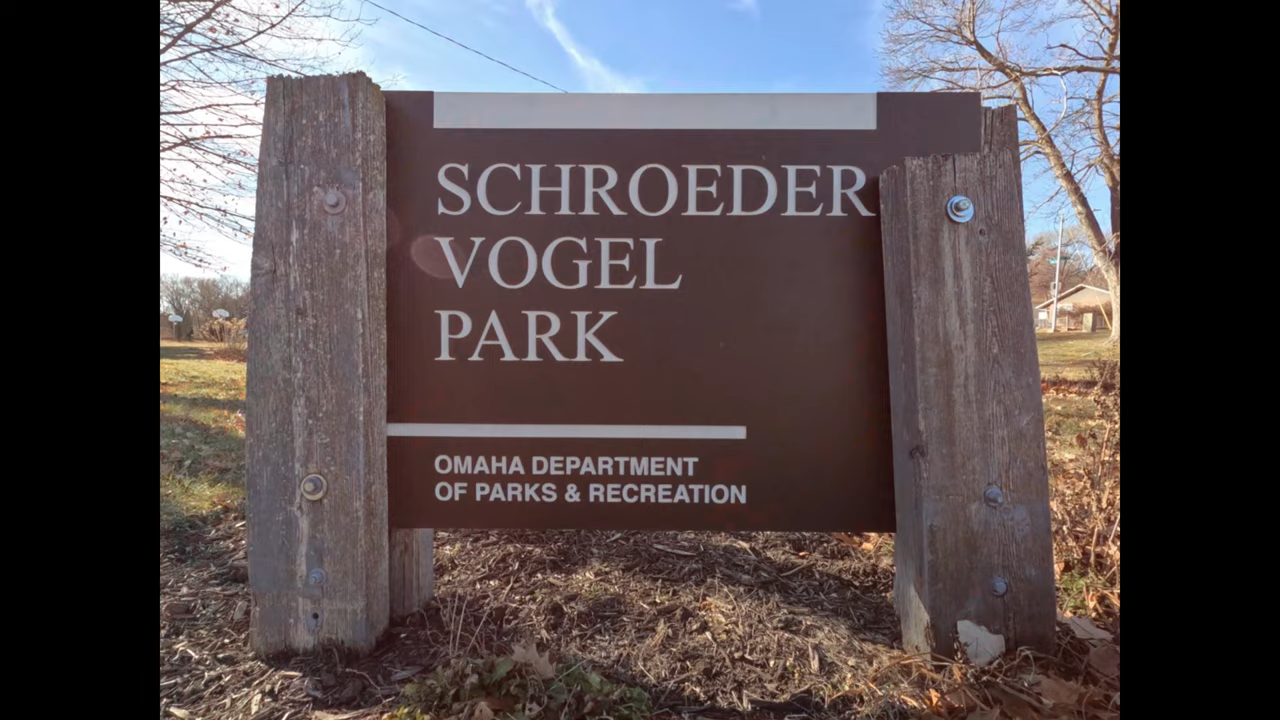 SCHROEDER
VOGEL
PARK
OMAHA DEPARTMENT
OF PARKS & RECREATION